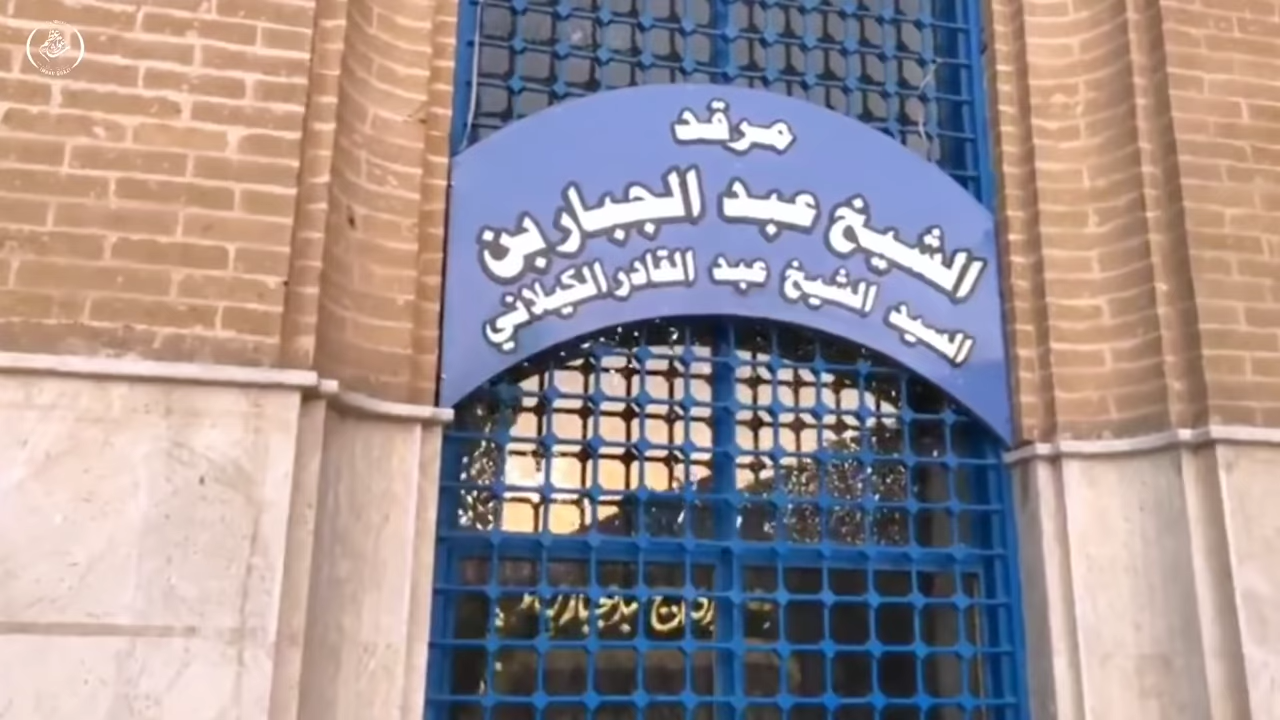 مرقد
الشيخ عبد الجبار بن
السيد الشيخ عبد القادر الكيلاني